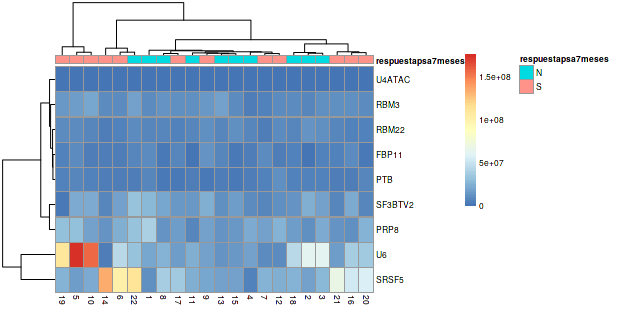 respuestapsa7meses
U4ATAC
RBM3
RBM22
FBP11
PTB
SF3BTV2
PRP8
U6
SRSF5
19 5 10 14 6 22 1 8 17 11 9 13 15 4 7 12 18 2 3 21 16 20
1.5e+08
1e+08
5e+07
0
respuestapsa7meses
N
S